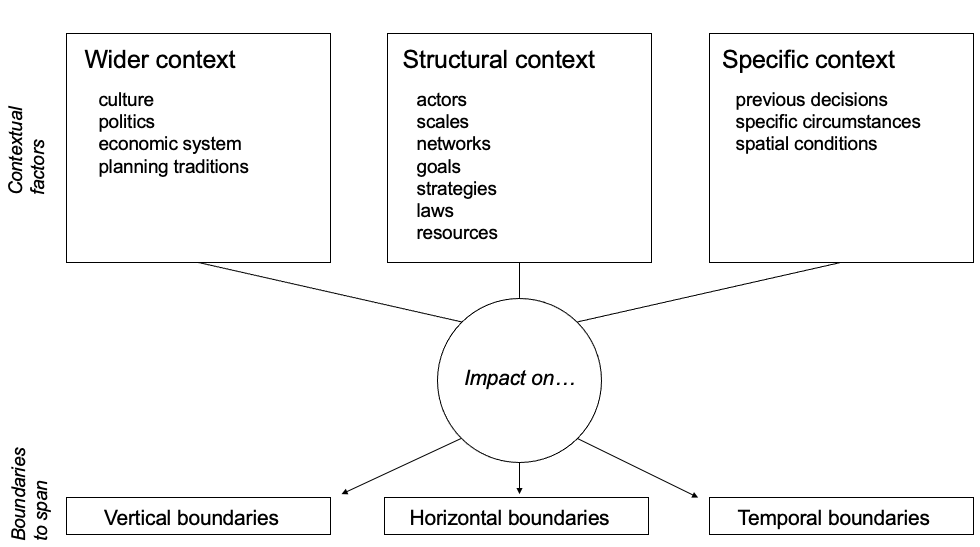 Contextual
factors
Wider context
culture
politics
economic system
planning traditions
Structural context
actors
scales
networks
goals
strategies
laws
resources
Specific context
previous decisions
specific circumstances
spatial conditions
Impact on…
Boundaries
to span
Vertical boundaries
Horizontal boundaries
Temporal boundaries